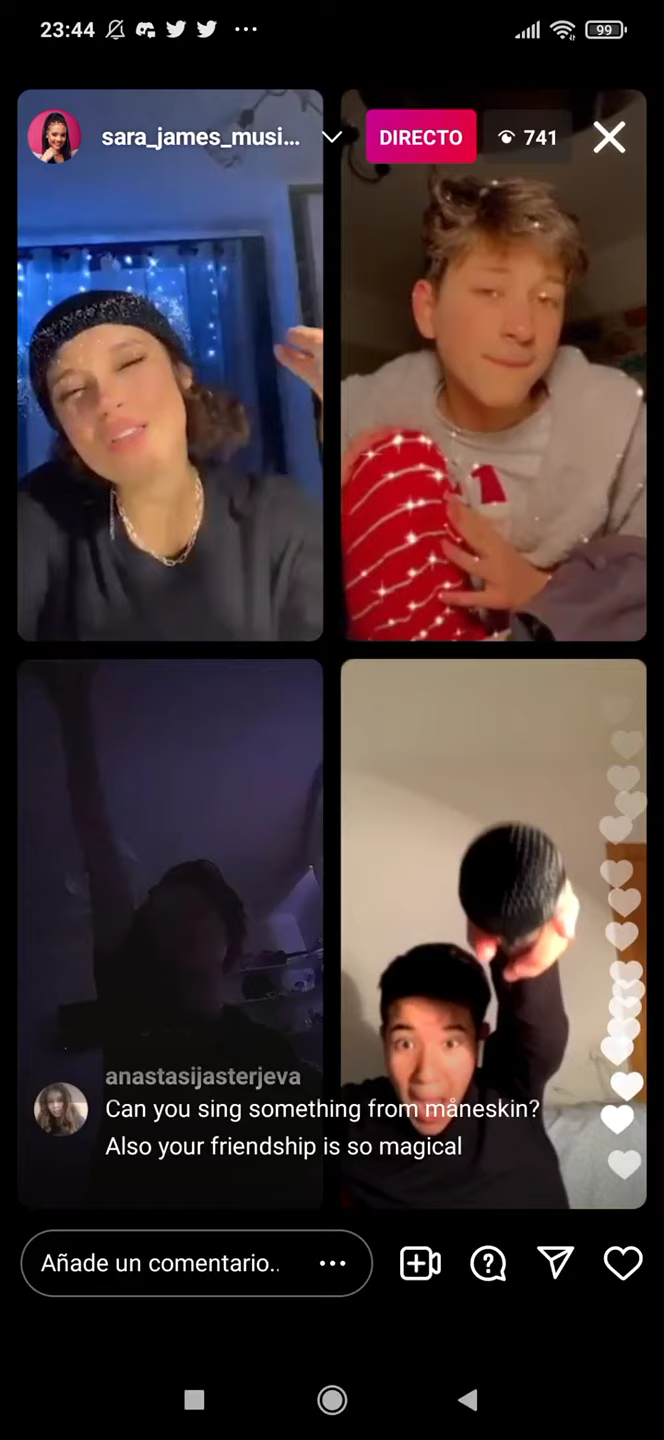 23:44 99
sara_james_musi... DIRECTO 741
anastasijasterjeva
Can you sing something from måneskin?
Also your friendship is so magical
Añade un comentario..